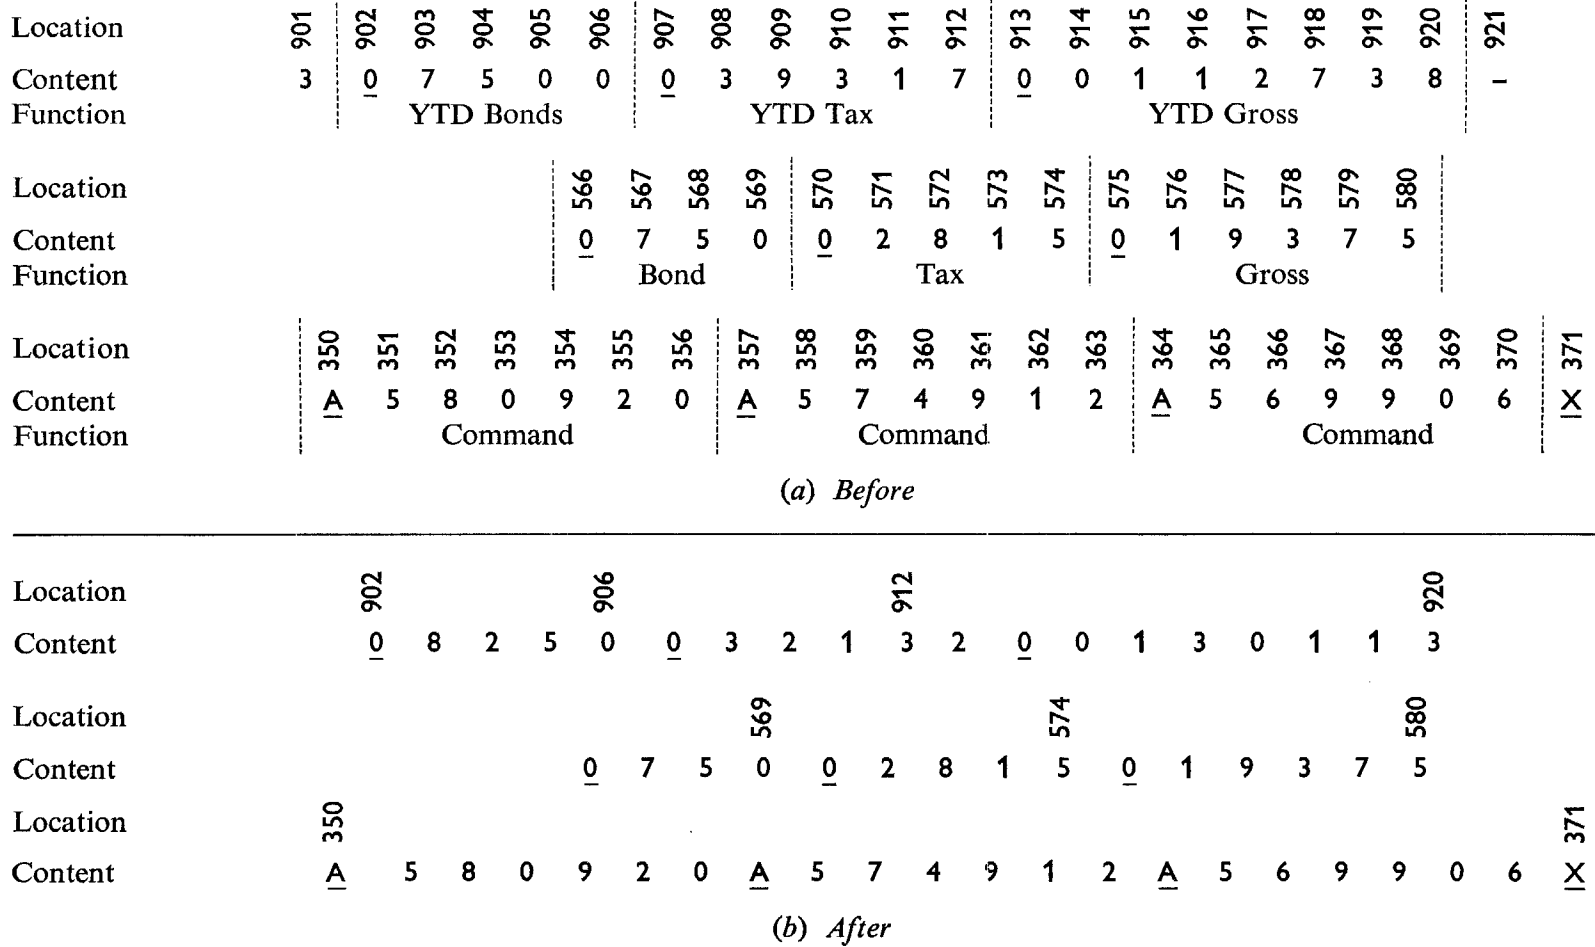 Location 901 902 903 904 905 906 907 908 909 910 911 912 913 914 915 916 917 918 919 920 921
Content 3 0 7 5 0 0 0 3 9 3 1 7 0 0 1 1 2 7 3 8 –
Function YTD Bonds YTD Tax YTD Gross
Location 566 567 568 569 570 571 572 573 574 575 576 577 578 579 580
Content 0 7 5 0 0 2 8 1 5 0 1 9 3 7 5
Function Bond Tax Gross
Location 350 351 352 353 354 355 356 357 358 359 360 361 362 363 364 365 366 367 368 369 370 371
Content A 5 8 0 9 2 0 A 5 7 4 9 1 2 A 5 6 9 9 0 6 X
Function Command Command Command
(a) Before
Location 902 906 912 920
Content 0 8 2 5 0 0 3 2 1 3 2 0 0 1 3 0 1 1 3
Location 569 574 580
Content 0 7 5 0 0 2 8 1 5 0 1 9 3 7 5
Location 350 371
Content A 5 8 0 9 2 0 A 5 7 4 9 1 2 A 5 6 9 9 0 6 X
(b) After